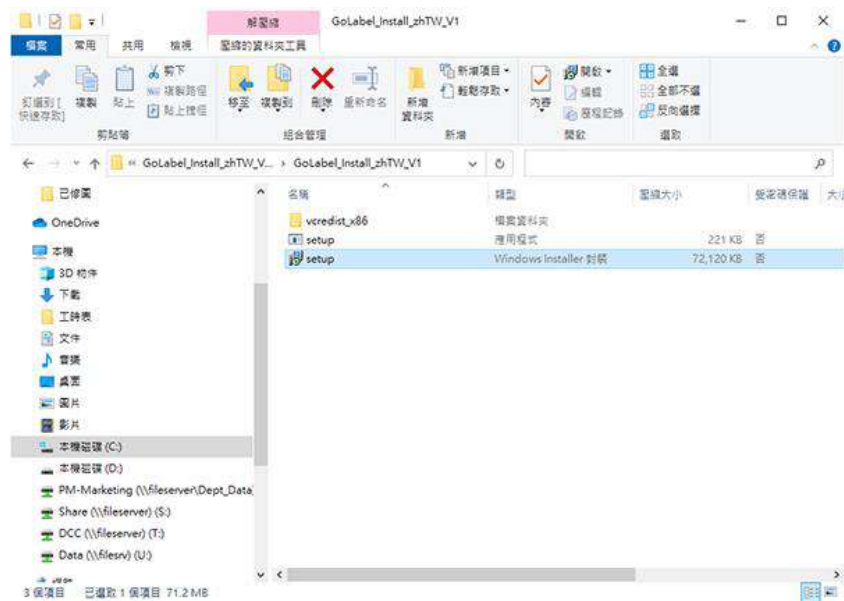 解壓縮
GoLabel_Install_zhTW_V1
檔案 常用 共用 檢視 壓縮的資料夾工具
釘選到 [快速存取]
複製
貼上
剪下
複製路徑
貼上捷徑
剪貼簿
移至
複製到
刪除
重新命名
組合管理
新增資料夾
新增項目
輕鬆存取
新增
內容
開啟
編輯
歷程記錄
開啟
全選
全部不選
反向選擇
選取
« GoLabel_Install_zhTW_V... › GoLabel_Install_zhTW_V1
名稱 類型 壓縮大小 受密碼保護
vcredist_x86 檔案資料夾
setup 應用程式 221 KB 否
setup Windows Installer 封裝 72,120 KB 否
已修圖
OneDrive
本機
3D 物件
下載
工時表
文件
音樂
桌面
圖片
影片
本機磁碟 (C:)
本機磁碟 (D:)
PM-Marketing (\\fileserver\Dept_Data)
Share (\\fileserver) (S:)
DCC (\\fileserver) (T:)
Data (\\filesrv) (U:)
3 個項目 已選取 1 個項目 71.2 MB